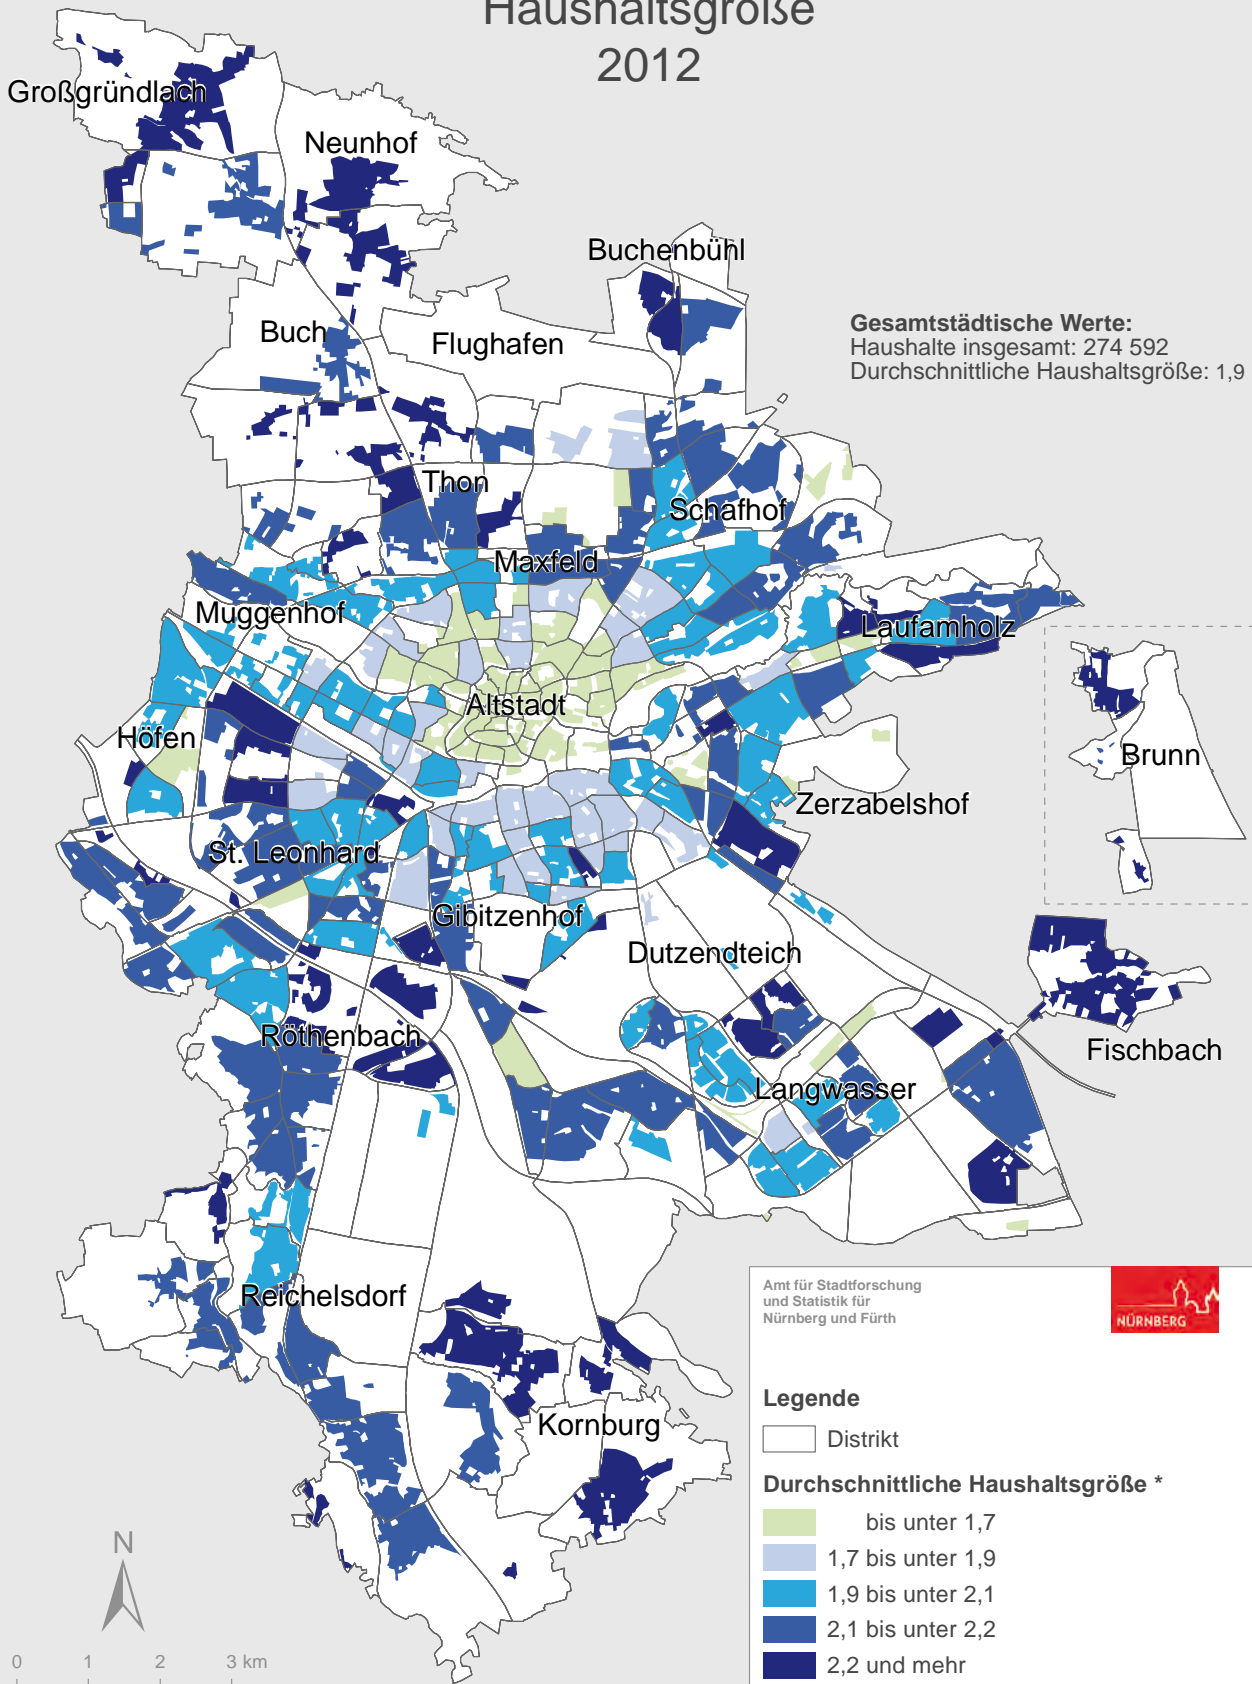 Haushaltsgröße
2012
Großgründlach
Neunhof
Buchenbühl
Buch
Flughafen
Gesamtstädtische Werte:
Haushalte insgesamt: 274 592
Durchschnittliche Haushaltsgröße: 1,9
Thon
Schafhof
Maxfeld
Muggenhof
Laufamholz
Altstadt
Höfen
Brunn
Zerzabelshof
St. Leonhard
Gibitzenhof
Dutzendteich
Röthenbach
Fischbach
Langwasser
Reichelsdorf
Kornburg
Amt für Stadtforschung
und Statistik für
Nürnberg und Fürth
NÜRNBERG
Legende
Distrikt
Durchschnittliche Haushaltsgröße *
bis unter 1,7
1,7 bis unter 1,9
1,9 bis unter 2,1
2,1 bis unter 2,2
2,2 und mehr
N
0 1 2 3 km